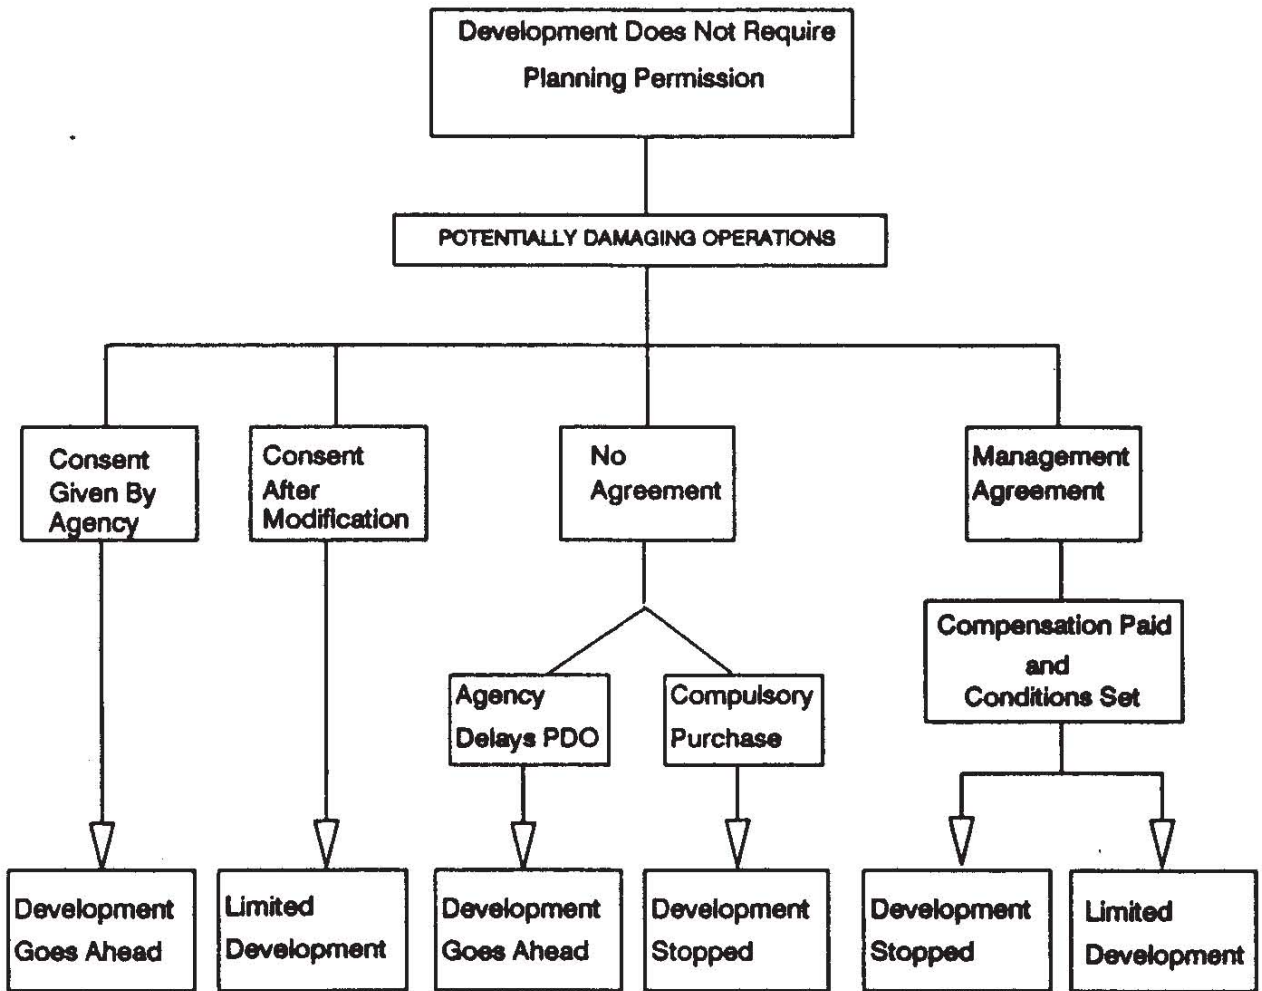 Development Does Not Require
Planning Permission
POTENTIALLY DAMAGING OPERATIONS
Consent
Given By
Agency
Consent
After
Modification
No
Agreement
Management
Agreement
Compensation Paid
and
Conditions Set
Agency
Delays PDO
Compulsory
Purchase
Development
Goes Ahead
Limited
Development
Development
Goes Ahead
Development
Stopped
Development
Stopped
Limited
Development